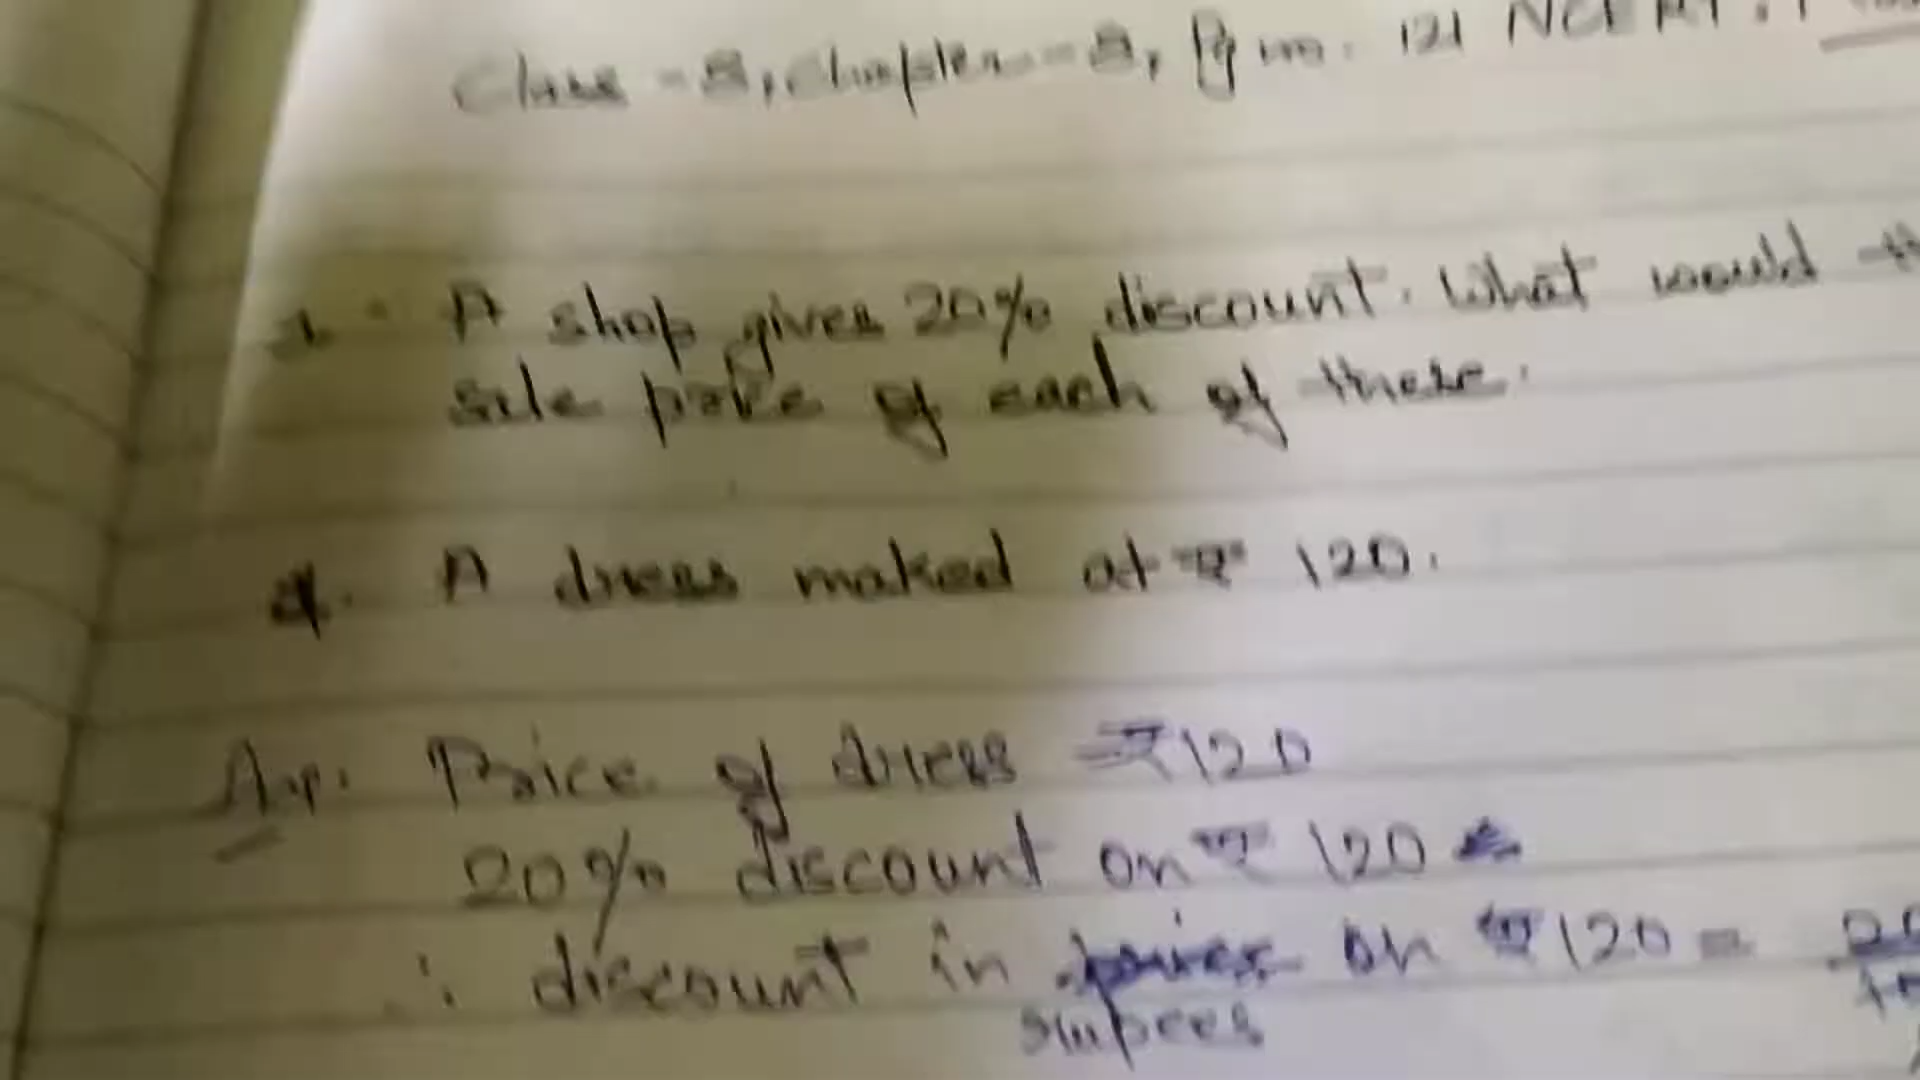 Class - 8, Chapter - 8, Pg no. 121 NCERT
1. A shop gives 20% discount. What would
sale price of each of these.
a. A dress maked at ₹ 120.
Ans. Price of dress = ₹120
20% discount on ₹ 120
∴ discount in on ₹ 120 = 20
rupees